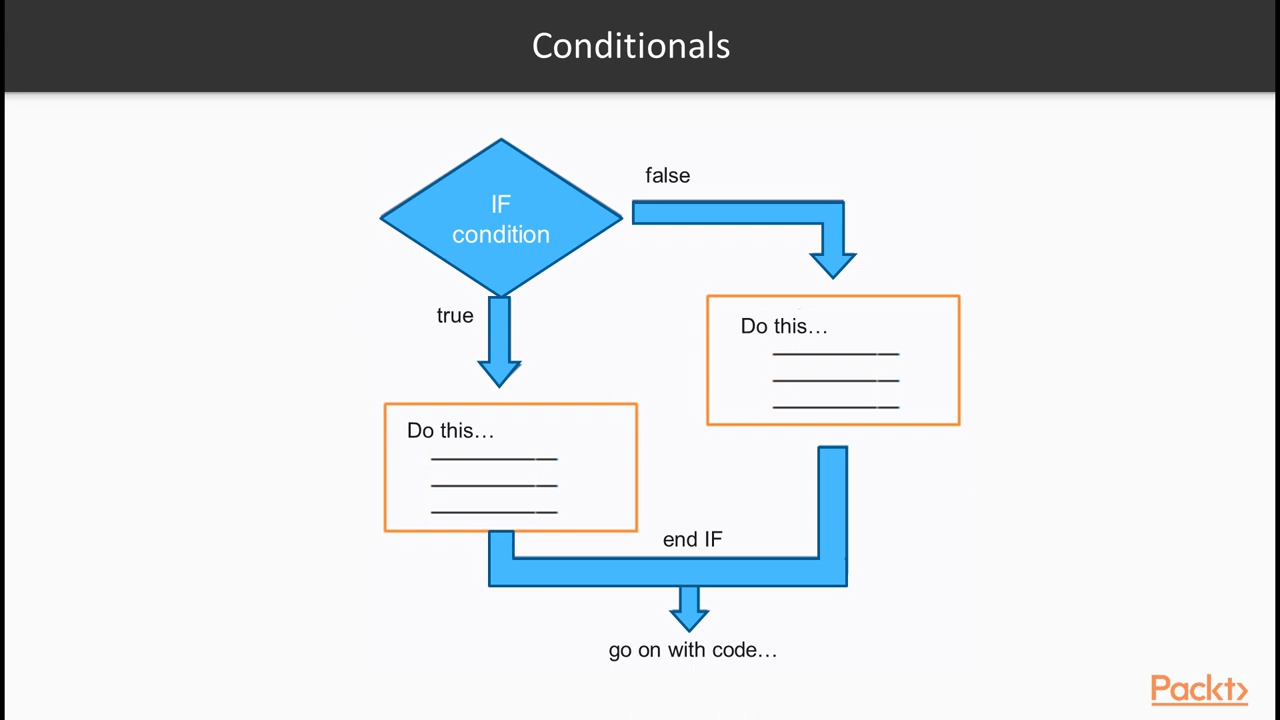 Conditionals
IF
condition
false
true
Do this…
Do this…
end IF
go on with code…
Packt>